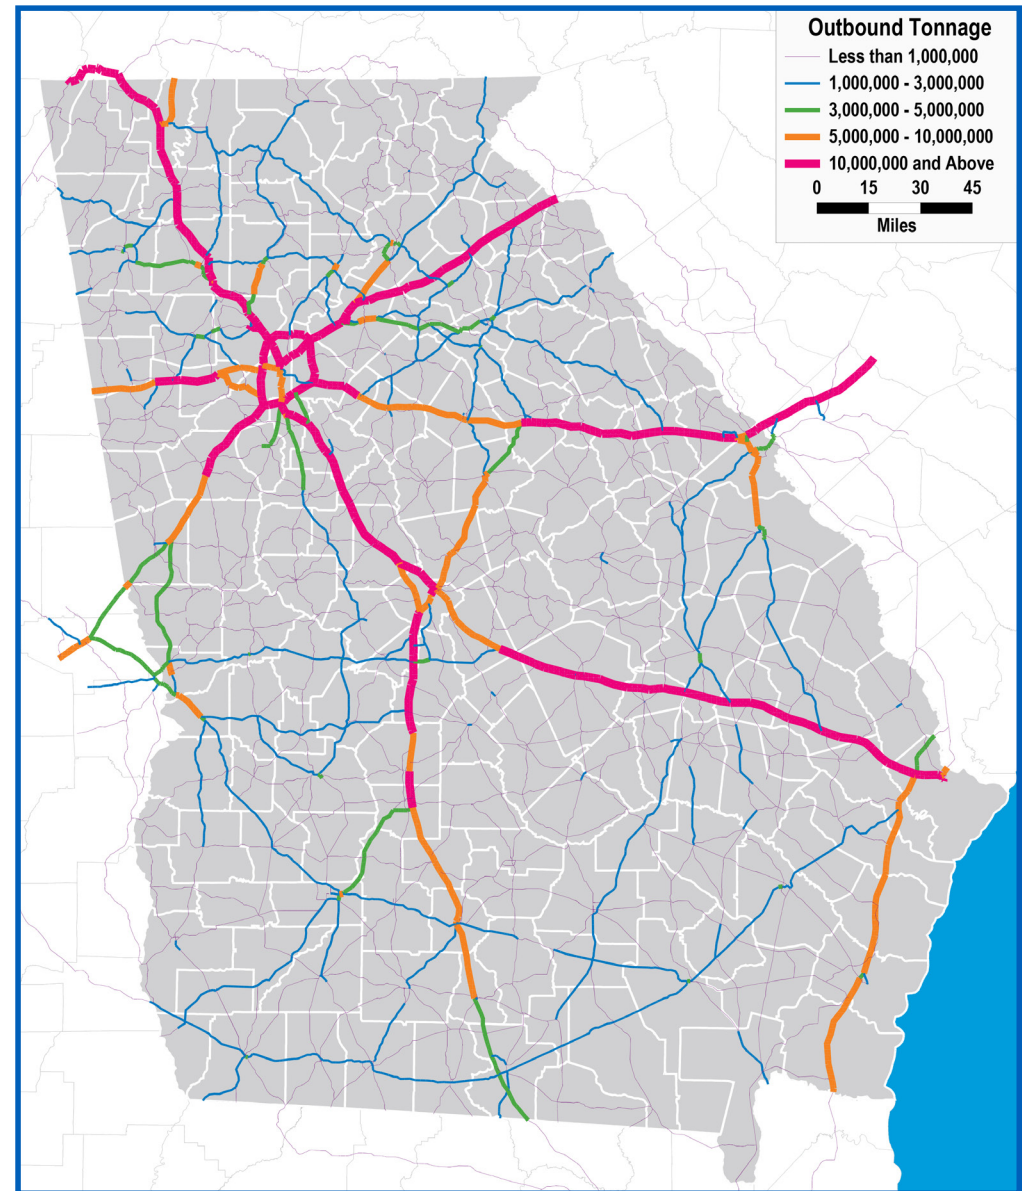 Outbound Tonnage
Less than 1,000,000
1,000,000 - 3,000,000
3,000,000 - 5,000,000
5,000,000 - 10,000,000
10,000,000 and Above
0 15 30 45
Miles